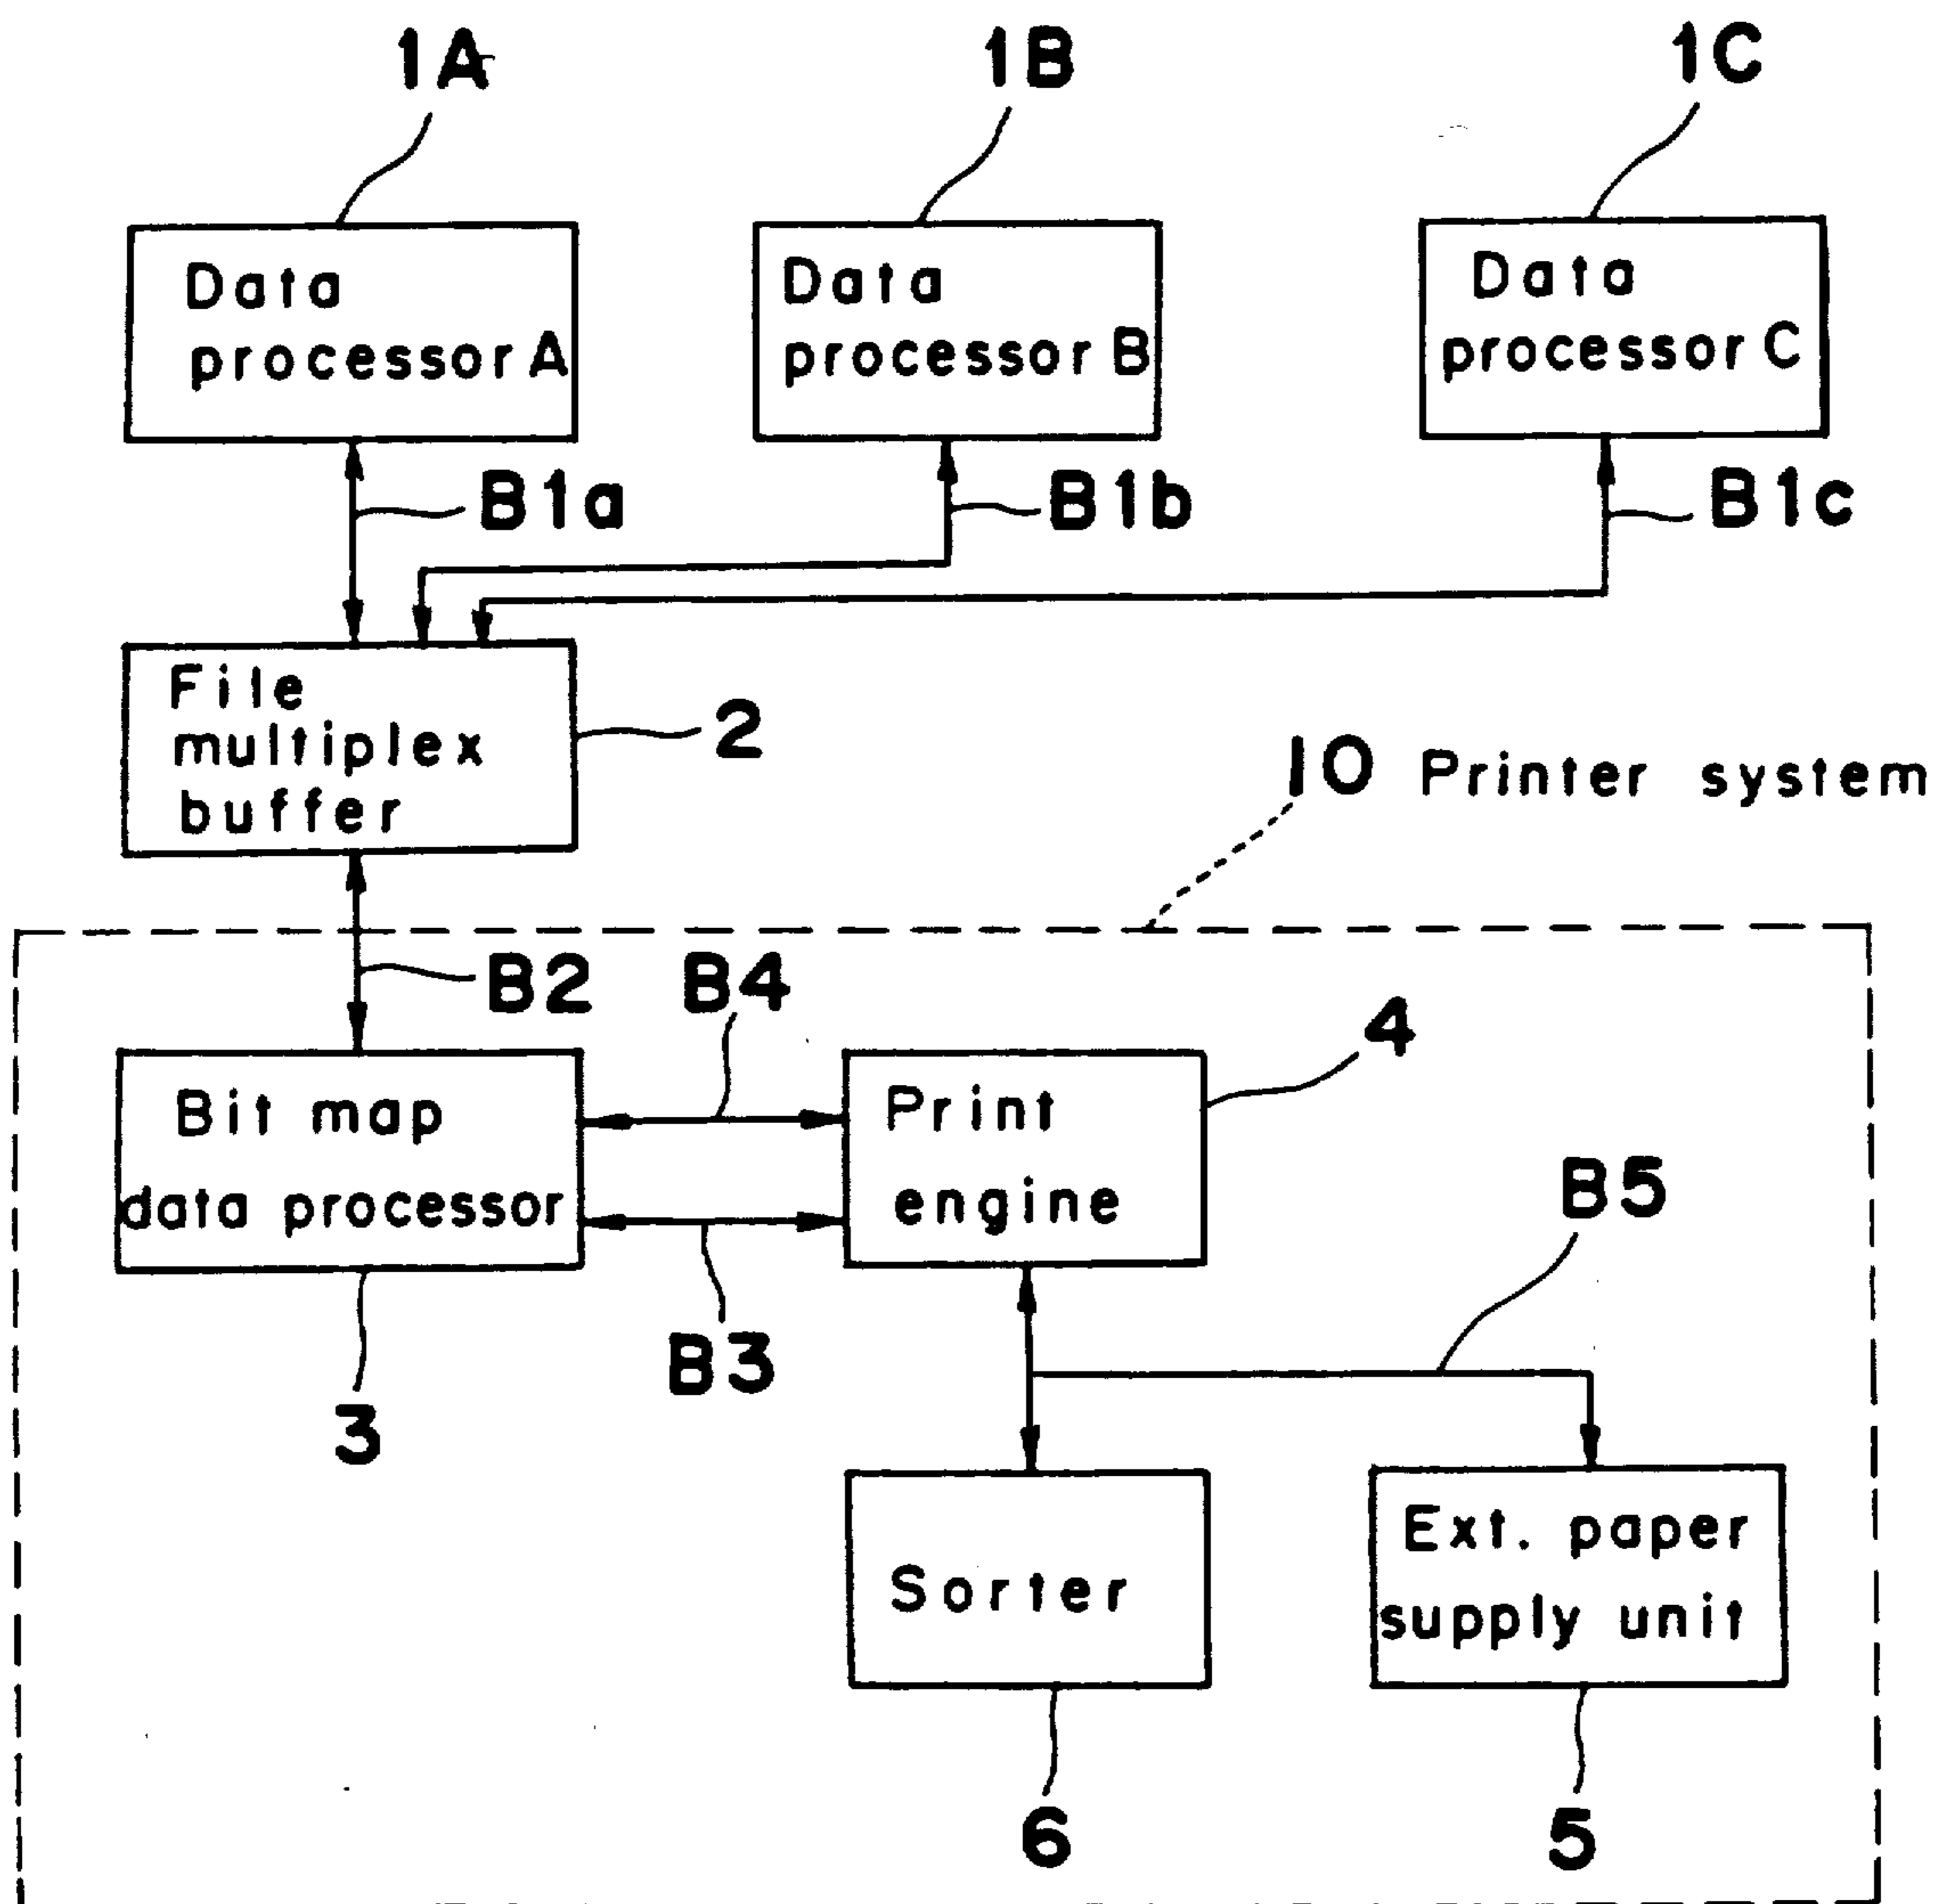 1A
1B
1C
Data
processor A
Data
processor B
Data
processor C
B1a
B1b
B1c
File
multiplex
buffer
2
10 Printer system
B2
B4
4
Bit map
data processor
Print
engine
B5
B3
3
Sorter
Ext. paper
supply unit
6
5